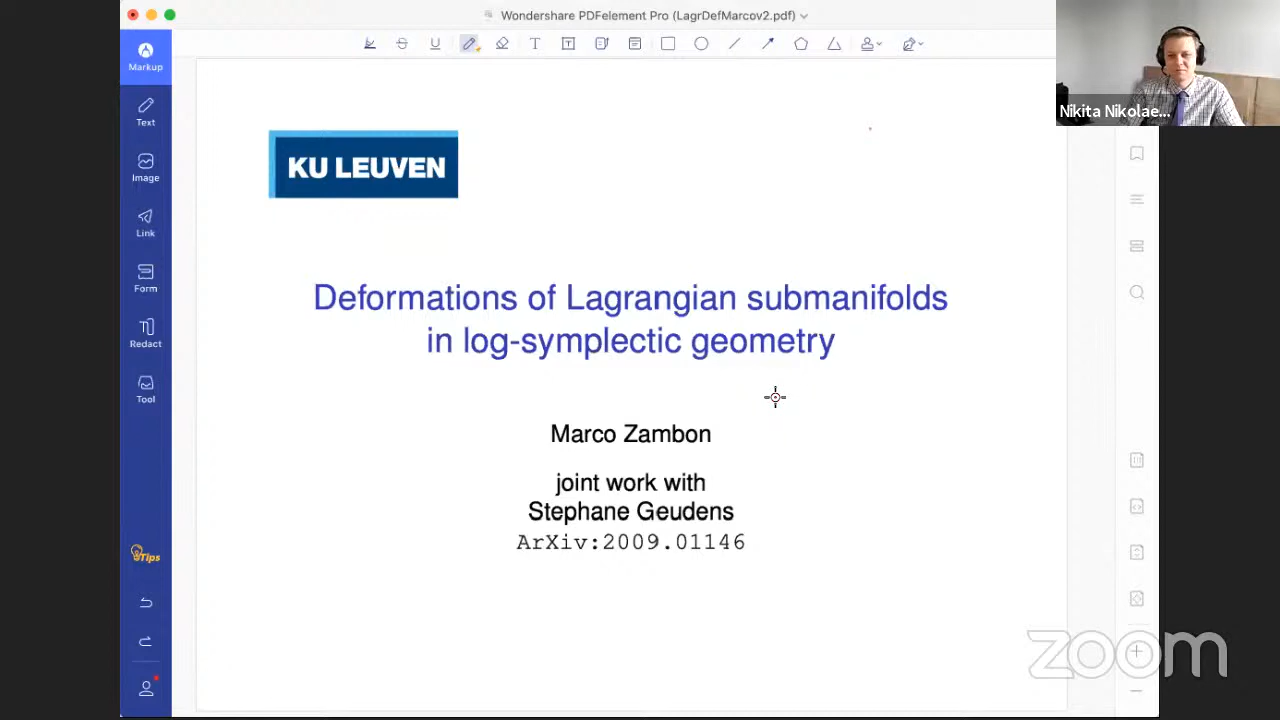 Wondershare PDFelement Pro (LagrDefMarcov2.pdf)
Markup
Text
Image
Link
Form
Redact
Tool
Tips
KU LEUVEN
Deformations of Lagrangian submanifolds
in log-symplectic geometry
Marco Zambon
joint work with
Stephane Geudens
ArXiv:2009.01146
Nikita Nikolae...
zoom